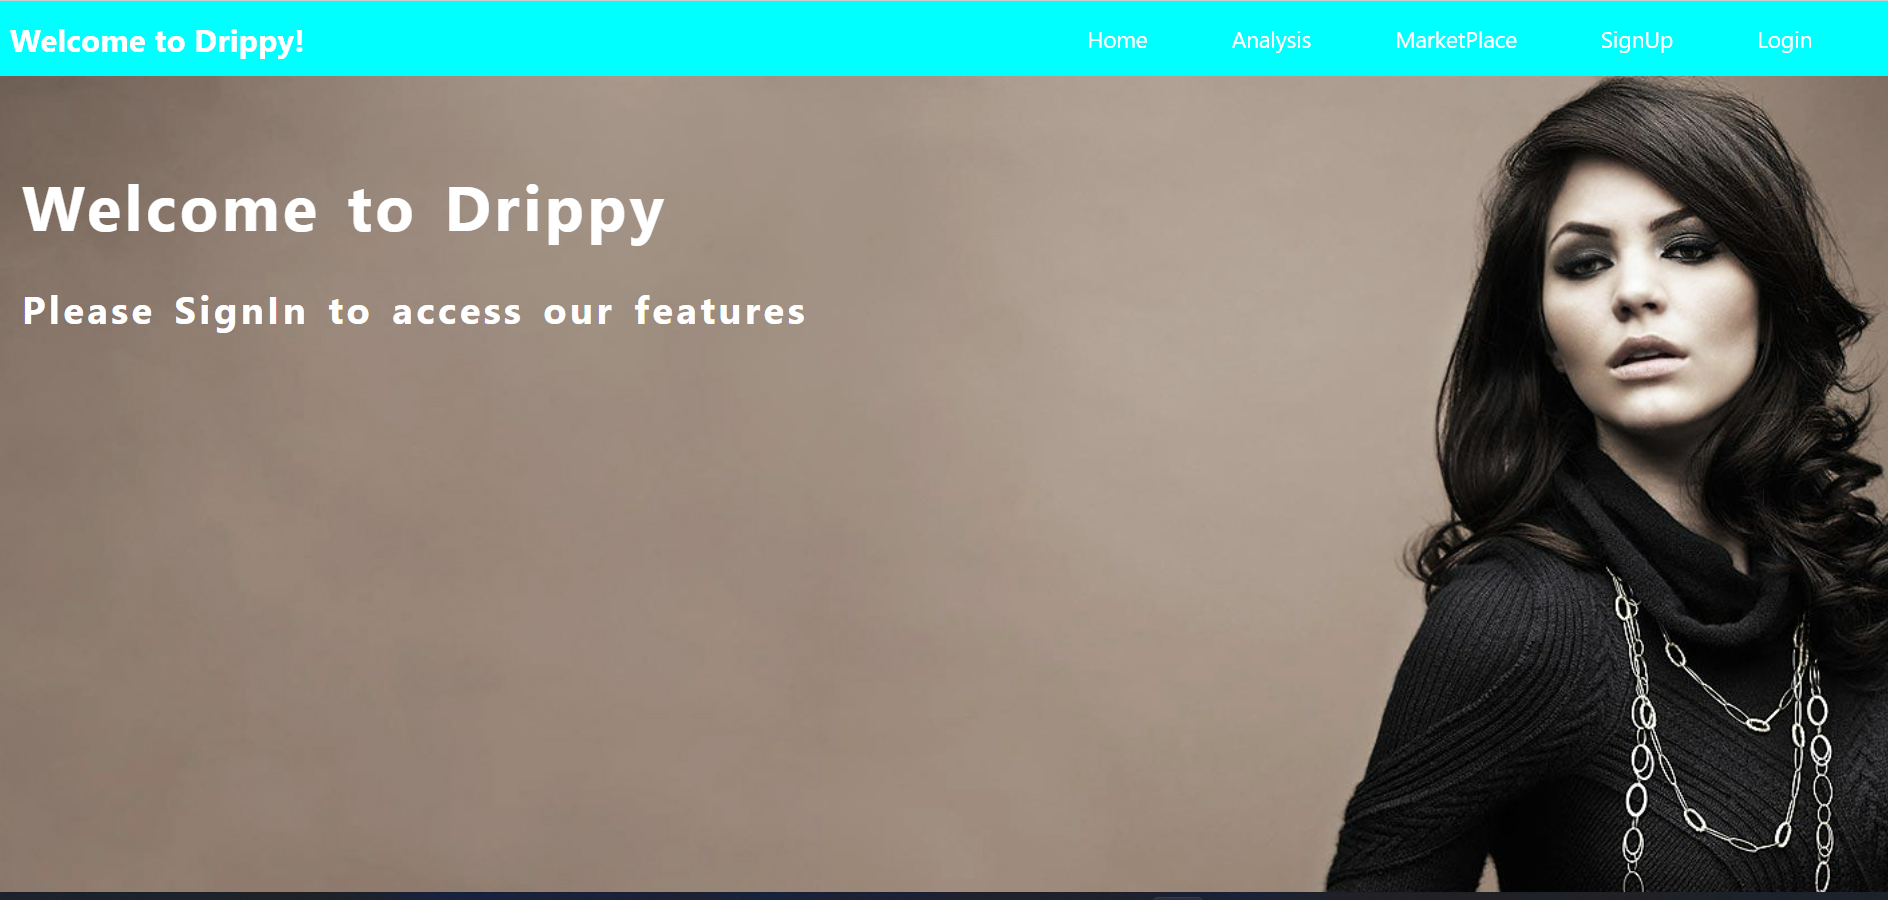 Welcome to Drippy!
Home Analysis MarketPlace SignUp Login
Welcome to Drippy
Please SignIn to access our features